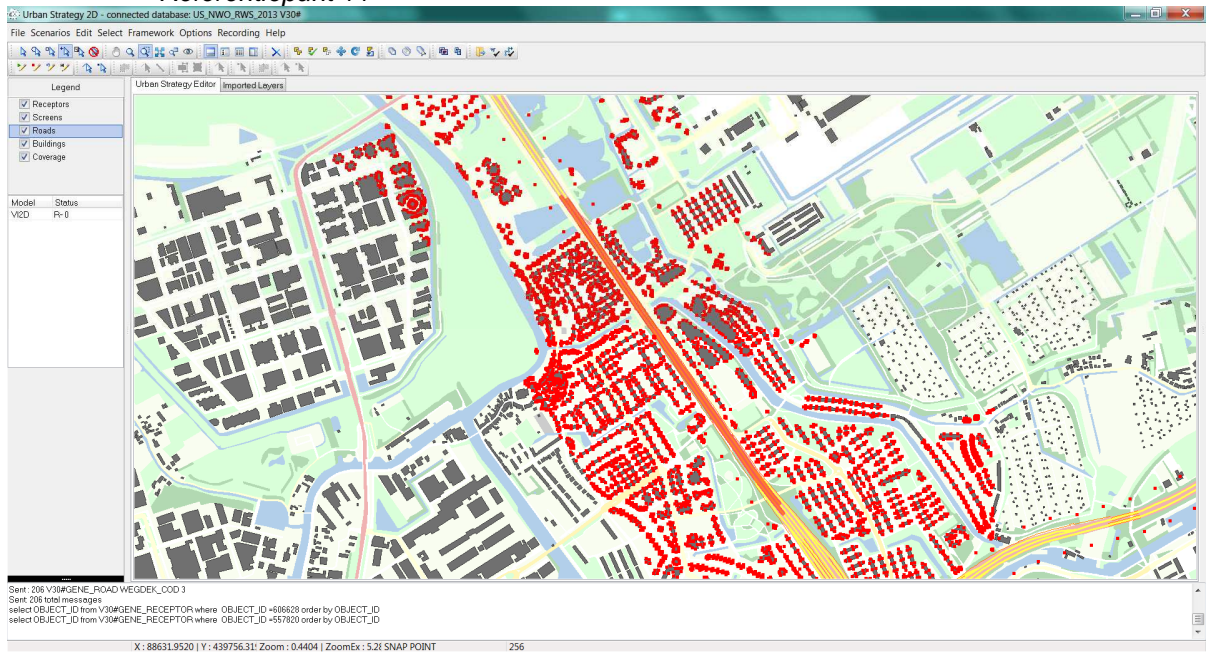 Urban Strategy 2D - connected database: US_NWO_RWS_2013 V30#
File Scenarios Edit Select Framework Options Recording Help
Legend
Receptors
Screens
Roads
Buildings
Coverage
Model Status
VI2D R- 0
Urban Strategy Editor Imported Layers
Sent : 206 V30#GENE_ROAD WEGDEK_COD 3
Sent 206 total messages
select OBJECT_ID from V30#GENE_RECEPTOR where OBJECT_ID =606628 order by OBJECT_ID
select OBJECT_ID from V30#GENE_RECEPTOR where OBJECT_ID =557820 order by OBJECT_ID
X : 88631.9520 | Y : 439756.31 Zoom : 0.4404 | ZoomEx : 5.28 SNAP POINT 256